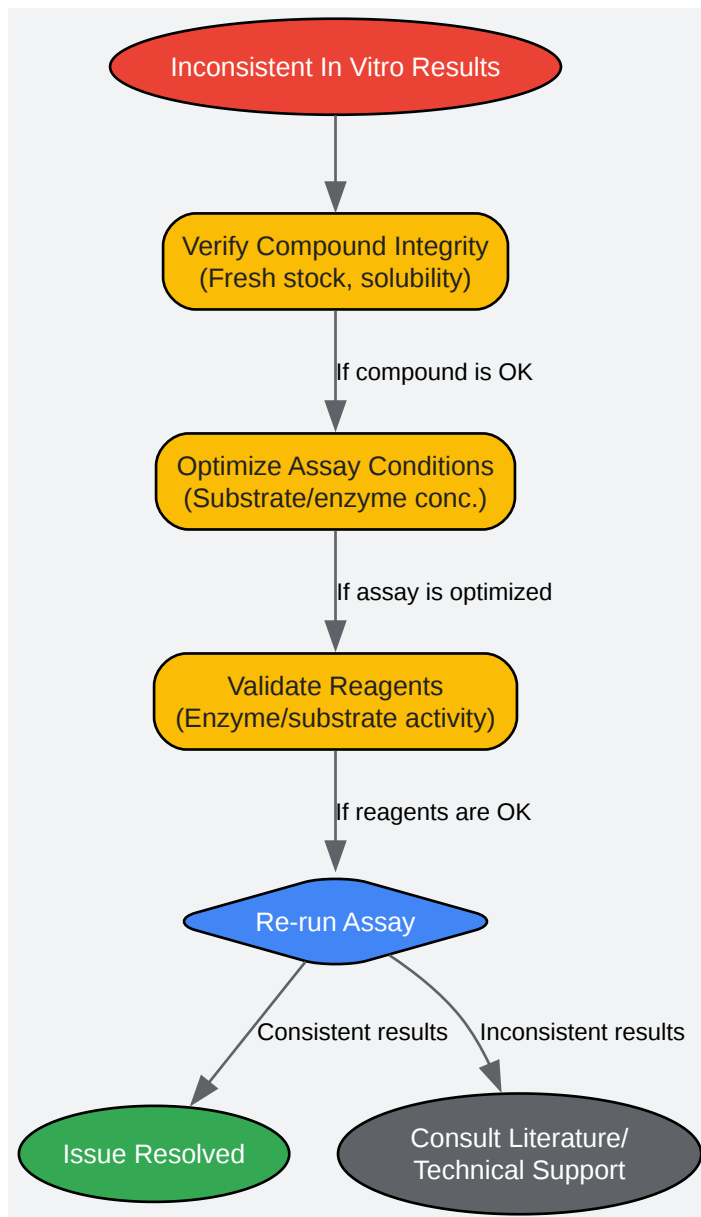 Inconsistent In Vitro Results
Verify Compound Integrity
(Fresh stock, solubility)
If compound is OK
Optimize Assay Conditions
(Substrate/enzyme conc.)
If assay is optimized
Validate Reagents
(Enzyme/substrate activity)
If reagents are OK
Re-run Assay
Consistent results
Inconsistent results
Issue Resolved
Consult Literature/
Technical Support